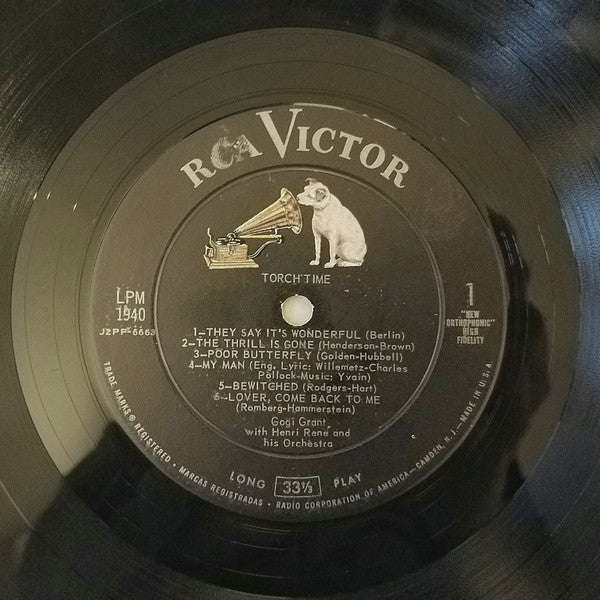 RCA VICTOR
TORCH TIME
LPM
1940
J2PP-6663
1
"NEW
ORTHOPHONIC"
HIGH
FIDELITY
1—THEY SAY IT'S WONDERFUL (Berlin)
2—THE THRILL IS GONE (Henderson-Brown)
3—POOR BUTTERFLY (Golden-Hubbell)
4—MY MAN (Eng. Lyric: Willemetz-Charles
Pollock-Music: Yvain)
5—BEWITCHED (Rodgers-Hart)
6—LOVER, COME BACK TO ME
(Romberg-Hammerstein)
Gogi Grant
with Henri René and
his Orchestra
LONG 33⅓ PLAY
TRADE MARKS ® REGISTERED • MARCAS REGISTRADAS • RADIO CORPORATION OF AMERICA—CAMDEN, N.J.—MADE IN U.S.A.